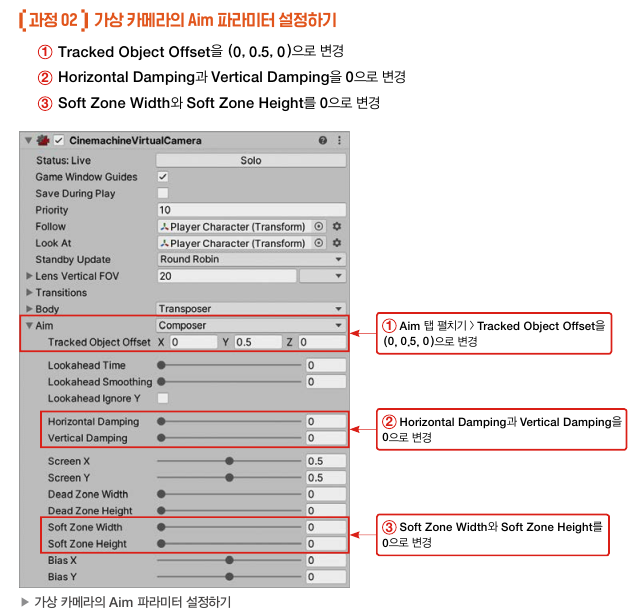 과정 02 가상 카메라의 Aim 파라미터 설정하기
① Tracked Object Offset을 (0, 0.5, 0)으로 변경
② Horizontal Damping과 Vertical Damping을 0으로 변경
③ Soft Zone Width와 Soft Zone Height를 0으로 변경
CinemachineVirtualCamera
Status: Live Solo
Game Window Guides
Save During Play
Priority 10
Follow Player Character (Transform)
Look At Player Character (Transform)
Standby Update Round Robin
Lens Vertical FOV 20
Transitions
Body Transposer
Aim Composer
Tracked Object Offset X 0 Y 0.5 Z 0
① Aim 탭 펼치기 > Tracked Object Offset을
(0, 0.5, 0)으로 변경
Lookahead Time 0
Lookahead Smoothing 0
Lookahead Ignore Y
Horizontal Damping 0
Vertical Damping 0
② Horizontal Damping과 Vertical Damping을
0으로 변경
Screen X 0.5
Screen Y 0.5
Dead Zone Width 0
Dead Zone Height 0
Soft Zone Width 0
Soft Zone Height 0
③ Soft Zone Width와 Soft Zone Height를
0으로 변경
Bias X 0
Bias Y 0
▶ 가상 카메라의 Aim 파라미터 설정하기